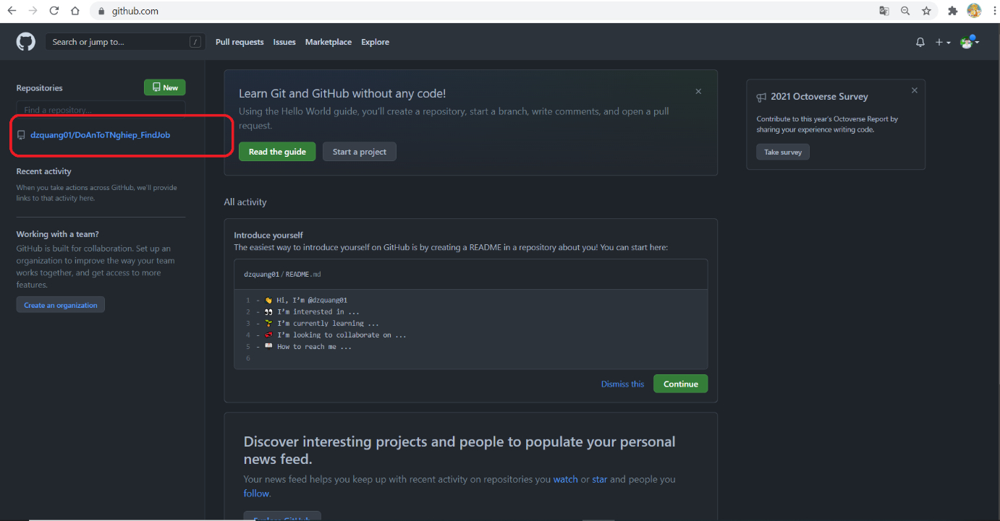 github.com
Search or jump to...
/
Pull requests
Issues
Marketplace
Explore
Repositories
New
Find a repository...
dzquang01/DoAnToTNghiep_FindJob
Recent activity
When you take actions across GitHub, we'll provide
links to that activity here.
Working with a team?
GitHub is built for collaboration. Set up an
organization to improve the way your team
works together, and get access to more
features.
Create an organization
Learn Git and GitHub without any code!
Using the Hello World guide, you'll create a repository, start a branch, write comments, and open a pull
request.
Read the guide
Start a project
All activity
Introduce yourself
The easiest way to introduce yourself on GitHub is by creating a README in a repository about you! You can start here:
dzquang01/README.md
1 - 👋 Hi, I'm @dzquang01
2 - 👀 I'm interested in ...
3 - 🌱 I'm currently learning ...
4 - 💞️ I'm looking to collaborate on ...
5 - 📫 How to reach me ...
6
Dismiss this
Continue
Discover interesting projects and people to populate your personal
news feed.
Your news feed helps you keep up with recent activity on repositories you watch or star and people you
follow.
Explore GitHub
2021 Octoverse Survey
Contribute to this year's Octoverse Report by
sharing your experience writing code.
Take survey